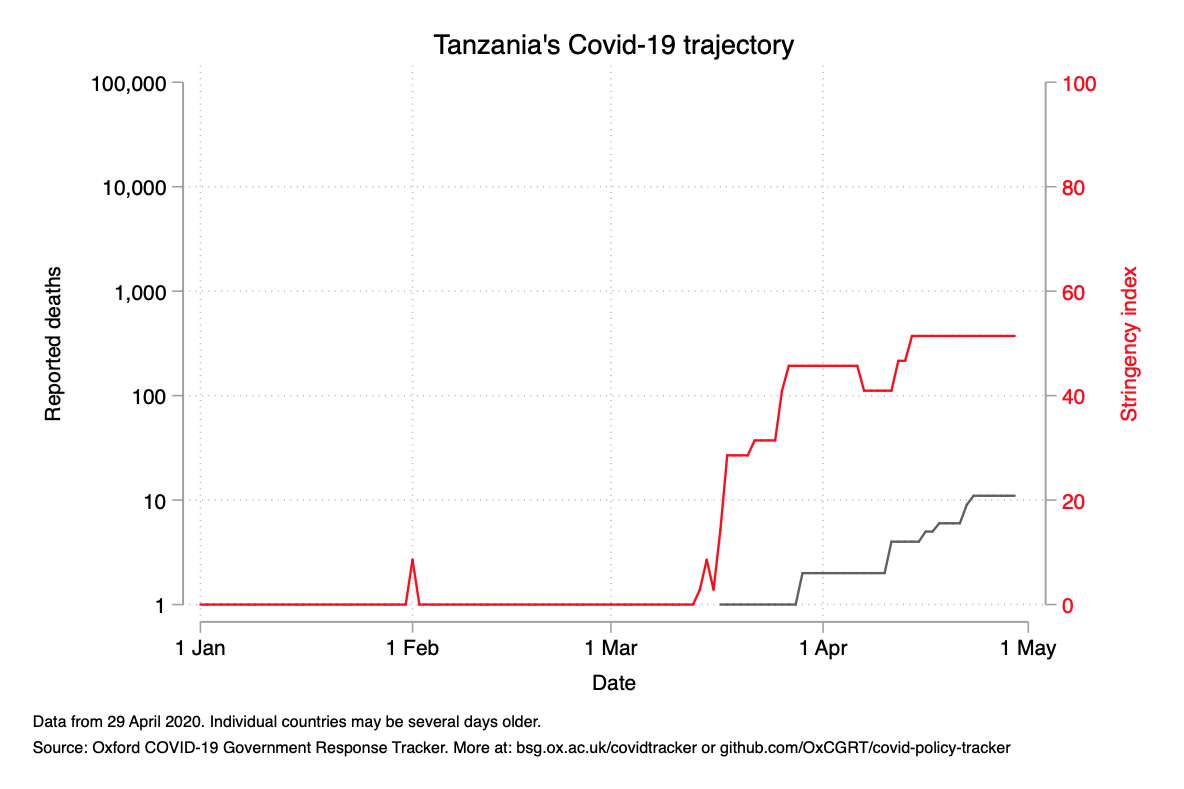 Tanzania's Covid-19 trajectory
100,000
10,000
1,000
100
10
1
Reported deaths
100
80
60
40
20
0
Stringency index
1 Jan
1 Feb
1 Mar
1 Apr
1 May
Date
Data from 29 April 2020. Individual countries may be several days older.
Source: Oxford COVID-19 Government Response Tracker. More at: bsg.ox.ac.uk/covidtracker or github.com/OxCGRT/covid-policy-tracker